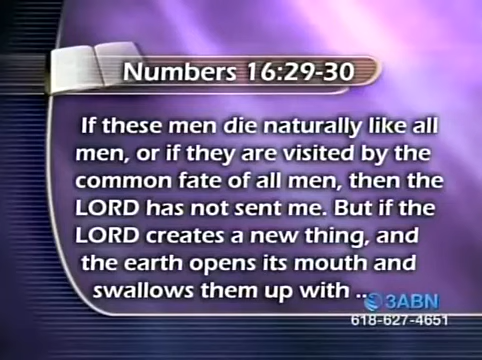 Numbers 16:29-30
If these men die naturally like all
men, or if they are visited by the
common fate of all men, then the
LORD has not sent me. But if the
LORD creates a new thing, and
the earth opens its mouth and
swallows them up with ...
3ABN
618-627-4651